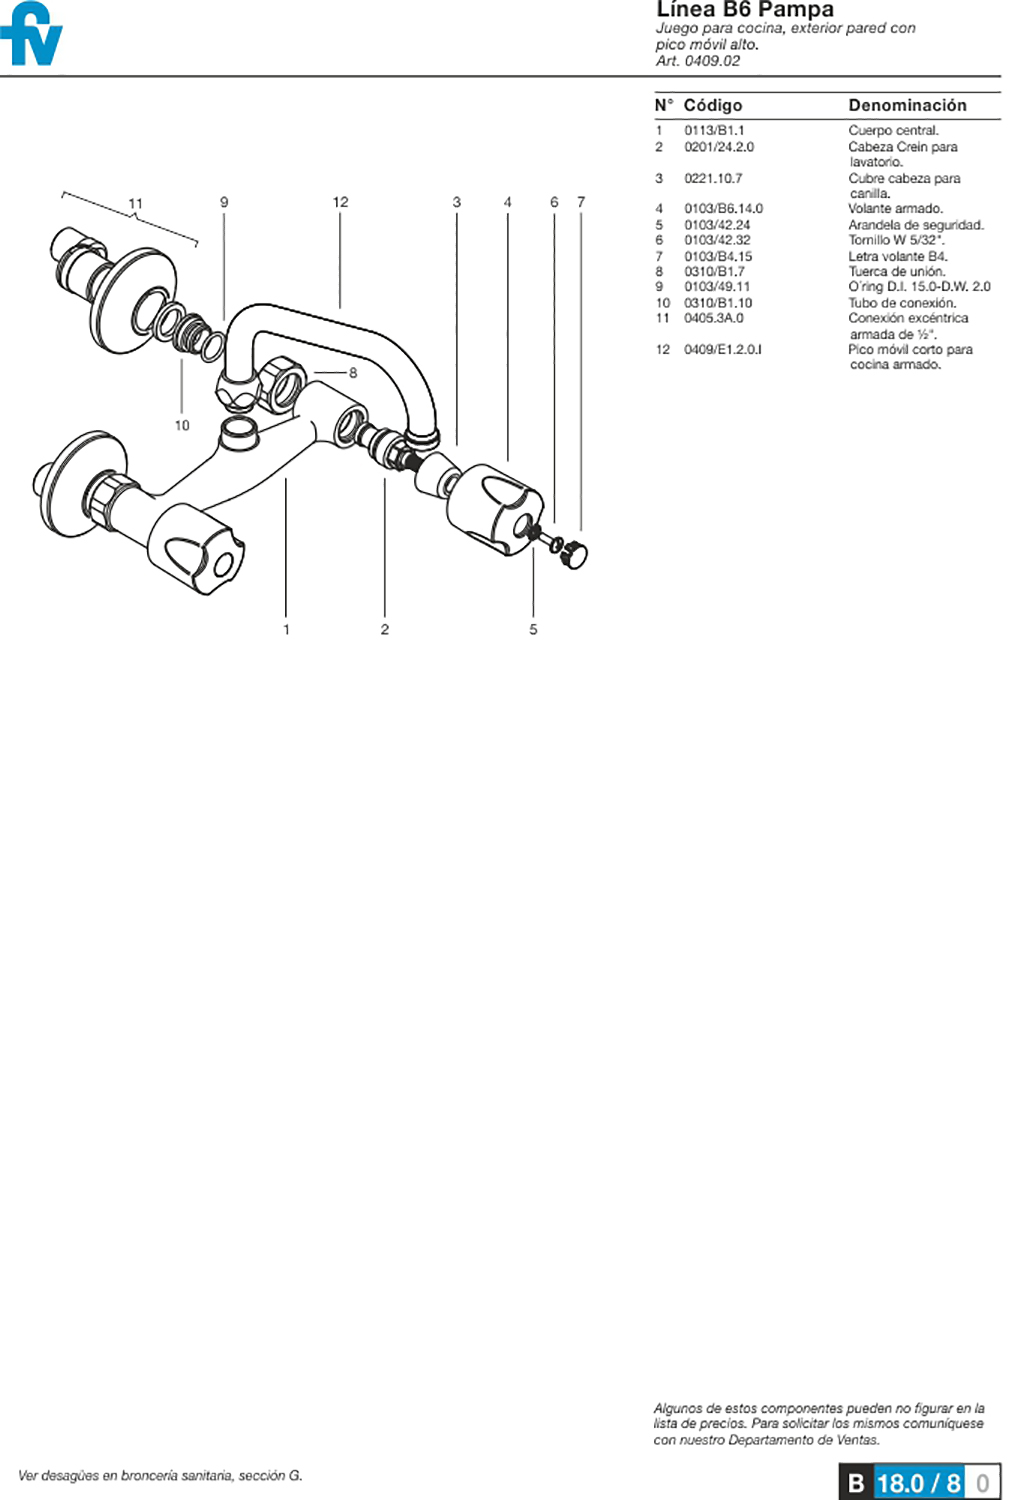 fv
Línea B6 Pampa
Juego para cocina, exterior pared con
pico móvil alto.
Art. 0409.02
N° Código Denominación
1 0113/B1.1 Cuerpo central.
2 0201/24.2.0 Cabeza Crein para
lavatorio.
3 0221.10.7 Cubre cabeza para
canilla.
4 0103/B6.14.0 Volante armado.
5 0103/42.24 Arandela de seguridad.
6 0103/42.32 Tornillo W 5/32".
7 0103/B4.15 Letra volante B4.
8 0310/B1.7 Tuerca de unión.
9 0103/49.11 O´ring D.I. 15.0-D.W. 2.0
10 0310/B1.10 Tubo de conexión.
11 0405.3A.0 Conexión excéntrica
armada de ½".
12 0409/E1.2.0.I Pico móvil corto para
cocina armado.
11 9 12 3 4 6 7
8
10
1 2 5
Algunos de estos componentes pueden no figurar en la
lista de precios. Para solicitar los mismos comuníquese
con nuestro Departamento de Ventas.
Ver desagües en broncería sanitaria, sección G.
B 18.0 / 8 0